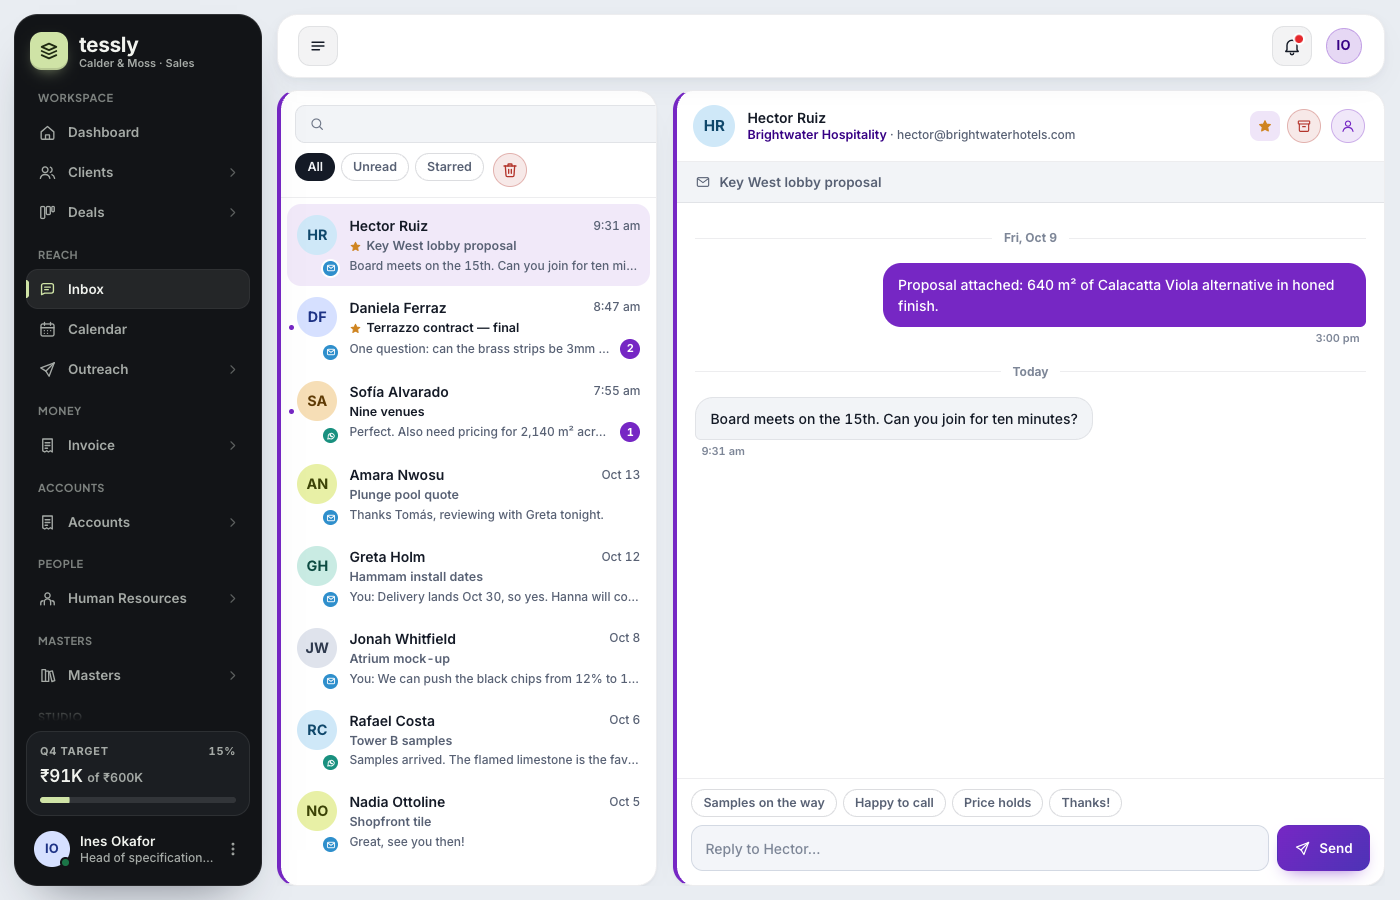 tessly
Calder & Moss · Sales
WORKSPACE
Dashboard
Clients
Deals
REACH
Inbox
Calendar
Outreach
MONEY
Invoice
ACCOUNTS
Accounts
PEOPLE
Human Resources
MASTERS
Masters
STUDIO
Q4 TARGET 15%
₹91K of ₹600K
IO
Ines Okafor
Head of specification...
IO
All Unread Starred
HR
Hector Ruiz 9:31 am
Key West lobby proposal
Board meets on the 15th. Can you join for ten mi...
DF
Daniela Ferraz 8:47 am
Terrazzo contract — final
One question: can the brass strips be 3mm ... 2
SA
Sofía Alvarado 7:55 am
Nine venues
Perfect. Also need pricing for 2,140 m² acr... 1
AN
Amara Nwosu Oct 13
Plunge pool quote
Thanks Tomás, reviewing with Greta tonight.
GH
Greta Holm Oct 12
Hammam install dates
You: Delivery lands Oct 30, so yes. Hanna will co...
JW
Jonah Whitfield Oct 8
Atrium mock-up
You: We can push the black chips from 12% to 1...
RC
Rafael Costa Oct 6
Tower B samples
Samples arrived. The flamed limestone is the fav...
NO
Nadia Ottoline Oct 5
Shopfront tile
Great, see you then!
HR
Hector Ruiz
Brightwater Hospitality · hector@brightwaterhotels.com
Key West lobby proposal
Fri, Oct 9
Proposal attached: 640 m² of Calacatta Viola alternative in honed
finish.
3:00 pm
Today
Board meets on the 15th. Can you join for ten minutes?
9:31 am
Samples on the way Happy to call Price holds Thanks!
Reply to Hector...
Send